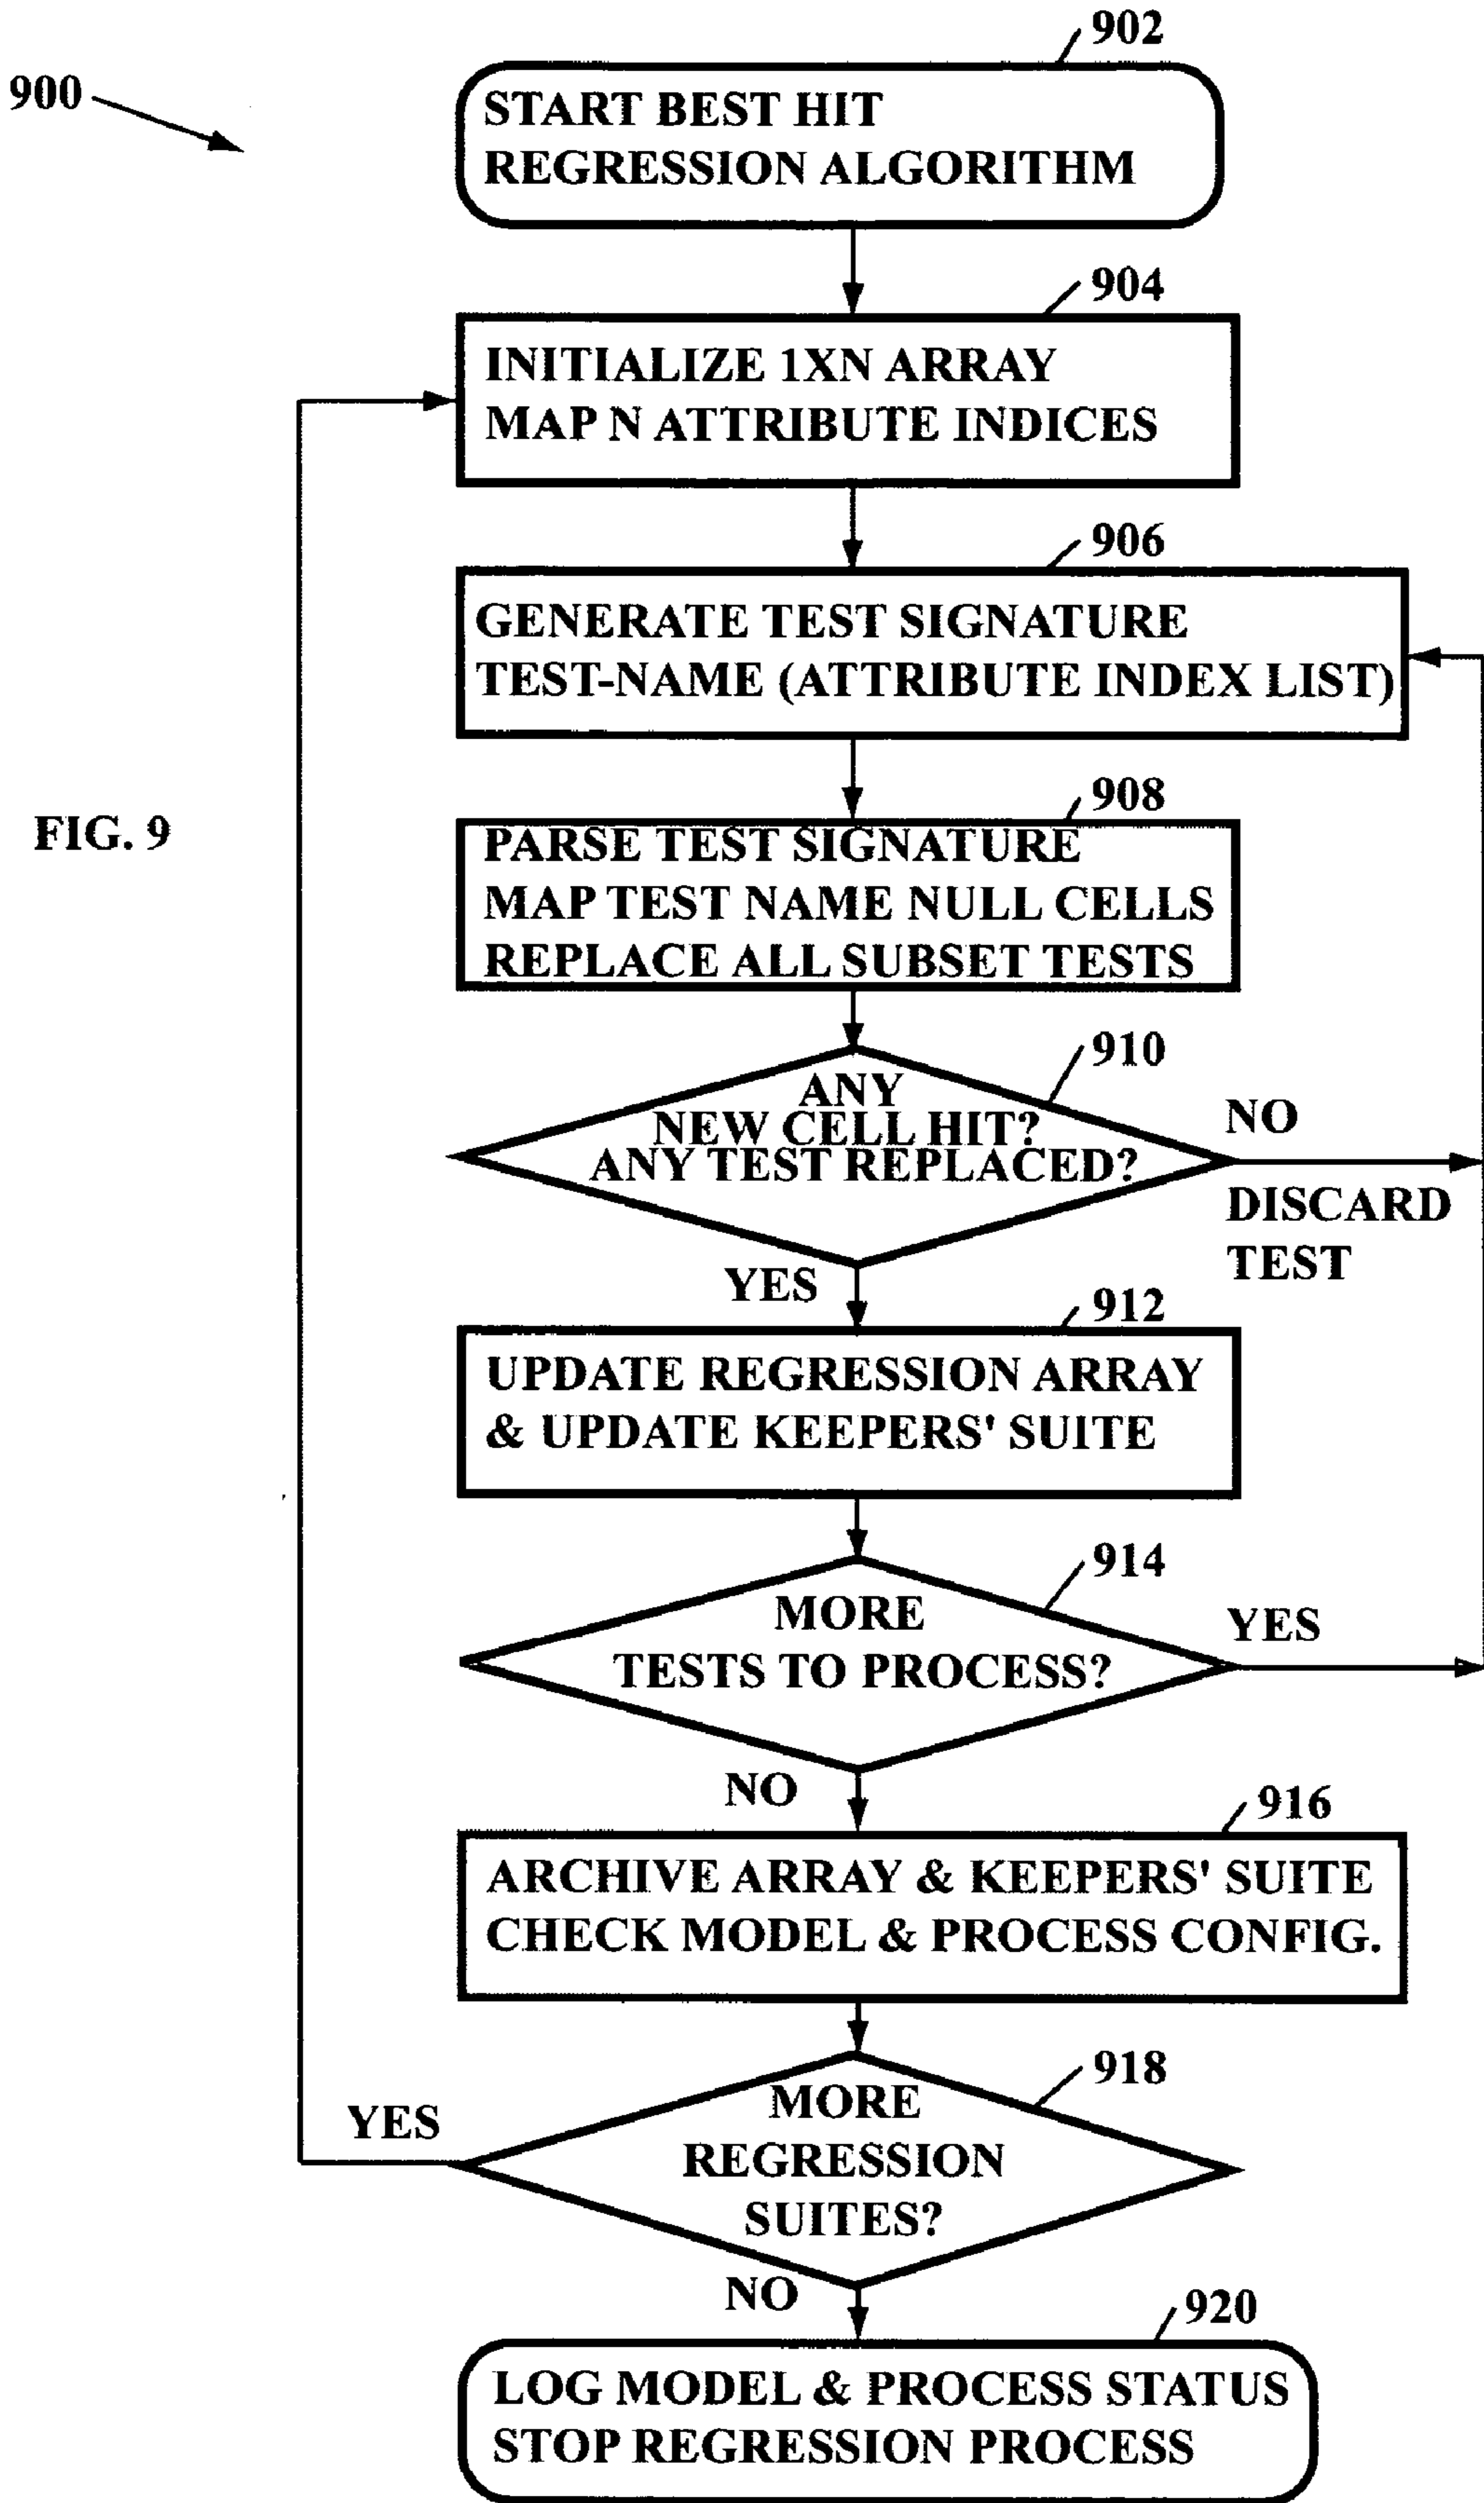 902
900
START BEST HIT
REGRESSION ALGORITHM
904
INITIALIZE 1XN ARRAY
MAP N ATTRIBUTE INDICES
906
GENERATE TEST SIGNATURE
TEST-NAME (ATTRIBUTE INDEX LIST)
908
FIG. 9
PARSE TEST SIGNATURE
MAP TEST NAME NULL CELLS
REPLACE ALL SUBSET TESTS
910
ANY
NEW CELL HIT?
ANY TEST REPLACED?
NO
DISCARD
TEST
YES
912
UPDATE REGRESSION ARRAY
& UPDATE KEEPERS' SUITE
914
MORE
TESTS TO PROCESS?
YES
NO
916
ARCHIVE ARRAY & KEEPERS' SUITE
CHECK MODEL & PROCESS CONFIG.
918
MORE
REGRESSION
SUITES?
YES
NO
920
LOG MODEL & PROCESS STATUS
STOP REGRESSION PROCESS